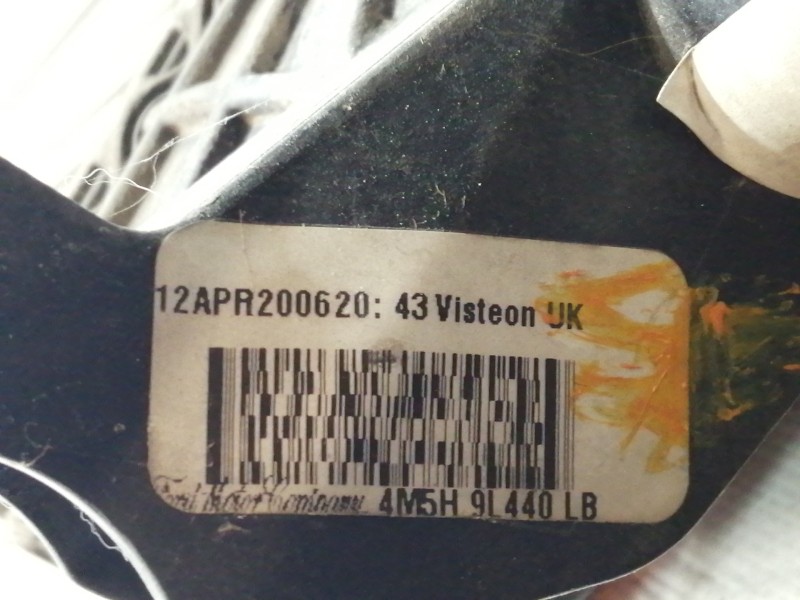 12APR200620: 43 Visteon UK
Ford Motor Company 4M5H 9L440 LB